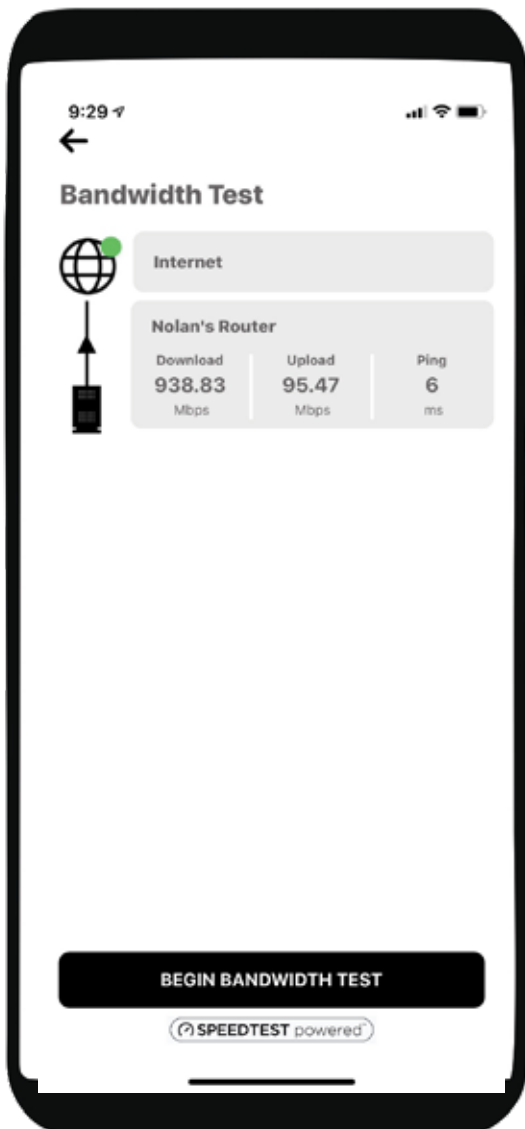 9:29
Bandwidth Test
Internet
Nolan's Router
Download Upload Ping
938.83 95.47 6
Mbps Mbps ms
BEGIN BANDWIDTH TEST
SPEEDTEST powered™